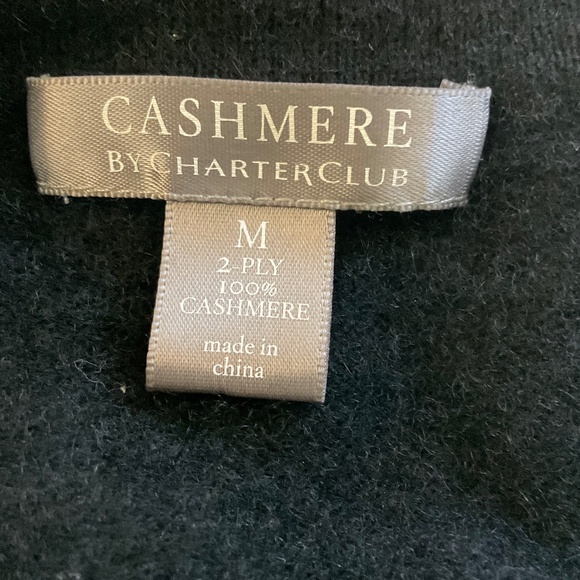 CASHMERE
BY CHARTER CLUB
M
2-PLY
100%
CASHMERE
made in
china